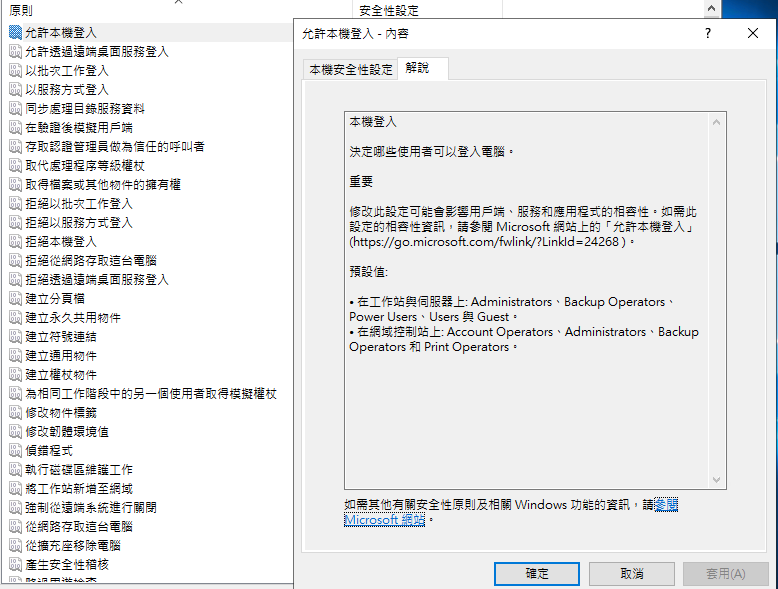 原則
安全性設定
允許本機登入
允許透過遠端桌面服務登入
以批次工作登入
以服務方式登入
同步處理目錄服務資料
在驗證後模擬用戶端
存取認證管理員做為信任的呼叫者
取代處理程序等級權杖
取得檔案或其他物件的擁有權
拒絕以批次工作登入
拒絕以服務方式登入
拒絕本機登入
拒絕從網路存取這台電腦
拒絕透過遠端桌面服務登入
建立分頁檔
建立永久共用物件
建立符號連結
建立通用物件
建立權杖物件
為相同工作階段中的另一個使用者取得模擬權杖
修改物件標籤
修改韌體環境值
偵錯程式
執行磁碟區維護工作
將工作站新增至網域
強制從遠端系統進行關閉
從網路存取這台電腦
從擴充座移除電腦
產生安全性稽核
允許本機登入 - 內容
?
本機安全性設定
解說
本機登入
決定哪些使用者可以登入電腦。
重要
修改此設定可能會影響用戶端、服務和應用程式的相容性。如需此
設定的相容性資訊，請參閱 Microsoft 網站上的「允許本機登入」
(https://go.microsoft.com/fwlink/?LinkId=24268 )。
預設值:
• 在工作站與伺服器上: Administrators、Backup Operators、
Power Users、Users 與 Guest。
• 在網域控制站上: Account Operators、Administrators、Backup
Operators 和 Print Operators。
如需其他有關安全性原則及相關 Windows 功能的資訊，請參閱
Microsoft 網站。
確定
取消
套用(A)